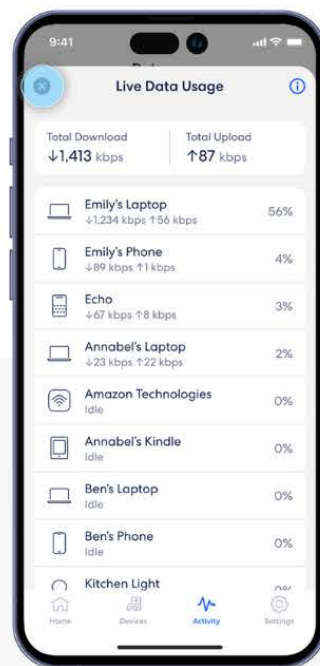 9:41
Live Data Usage
Total Download
↓1,413 kbps
Total Upload
↑87 kbps
Emily's Laptop
↓1,234 kbps ↑56 kbps
56%
Emily's Phone
↓89 kbps ↑1 kbps
4%
Echo
↓67 kbps ↑8 kbps
3%
Annabel's Laptop
↓23 kbps ↑22 kbps
2%
Amazon Technologies
Idle
0%
Annabel's Kindle
Idle
0%
Ben's Laptop
Idle
0%
Ben's Phone
Idle
0%
Kitchen Light
0%
Home
Devices
Activity
Settings